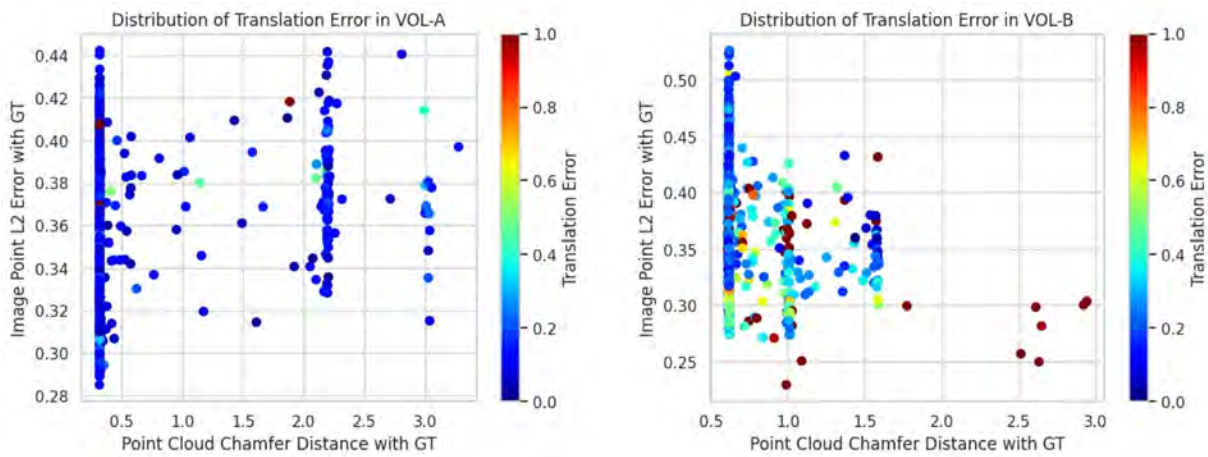 Distribution of Translation Error in VOL-A
Image Point L2 Error with GT
0.44
0.42
0.40
0.38
0.36
0.34
0.32
0.30
0.28
0.5 1.0 1.5 2.0 2.5 3.0
Point Cloud Chamfer Distance with GT
1.0
0.8
0.6
0.4
0.2
0.0
Translation Error
Distribution of Translation Error in VOL-B
Image Point L2 Error with GT
0.50
0.45
0.40
0.35
0.30
0.25
0.5 1.0 1.5 2.0 2.5 3.0
Point Cloud Chamfer Distance with GT
1.0
0.8
0.6
0.4
0.2
0.0
Translation Error